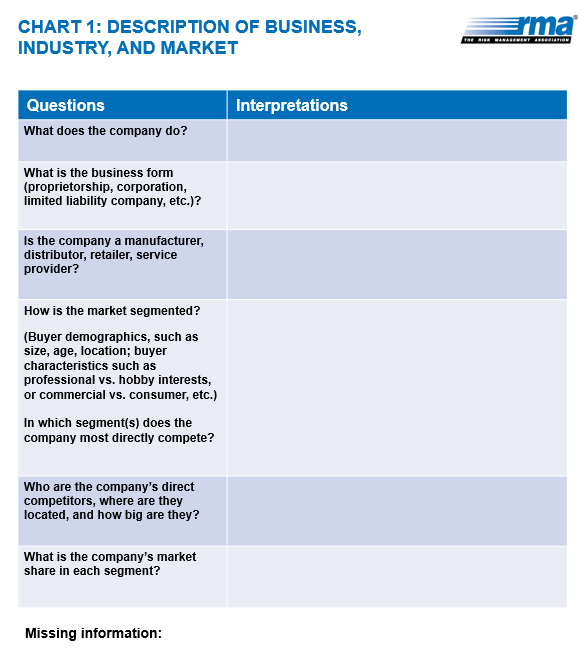 CHART 1: DESCRIPTION OF BUSINESS,
INDUSTRY, AND MARKET
rma®
THE RISK MANAGEMENT ASSOCIATION
Questions
Interpretations
What does the company do?
What is the business form
(proprietorship, corporation,
limited liability company, etc.)?
Is the company a manufacturer,
distributor, retailer, service
provider?
How is the market segmented?
(Buyer demographics, such as
size, age, location; buyer
characteristics such as
professional vs. hobby interests,
or commercial vs. consumer, etc.)
In which segment(s) does the
company most directly compete?
Who are the company’s direct
competitors, where are they
located, and how big are they?
What is the company’s market
share in each segment?
Missing information: